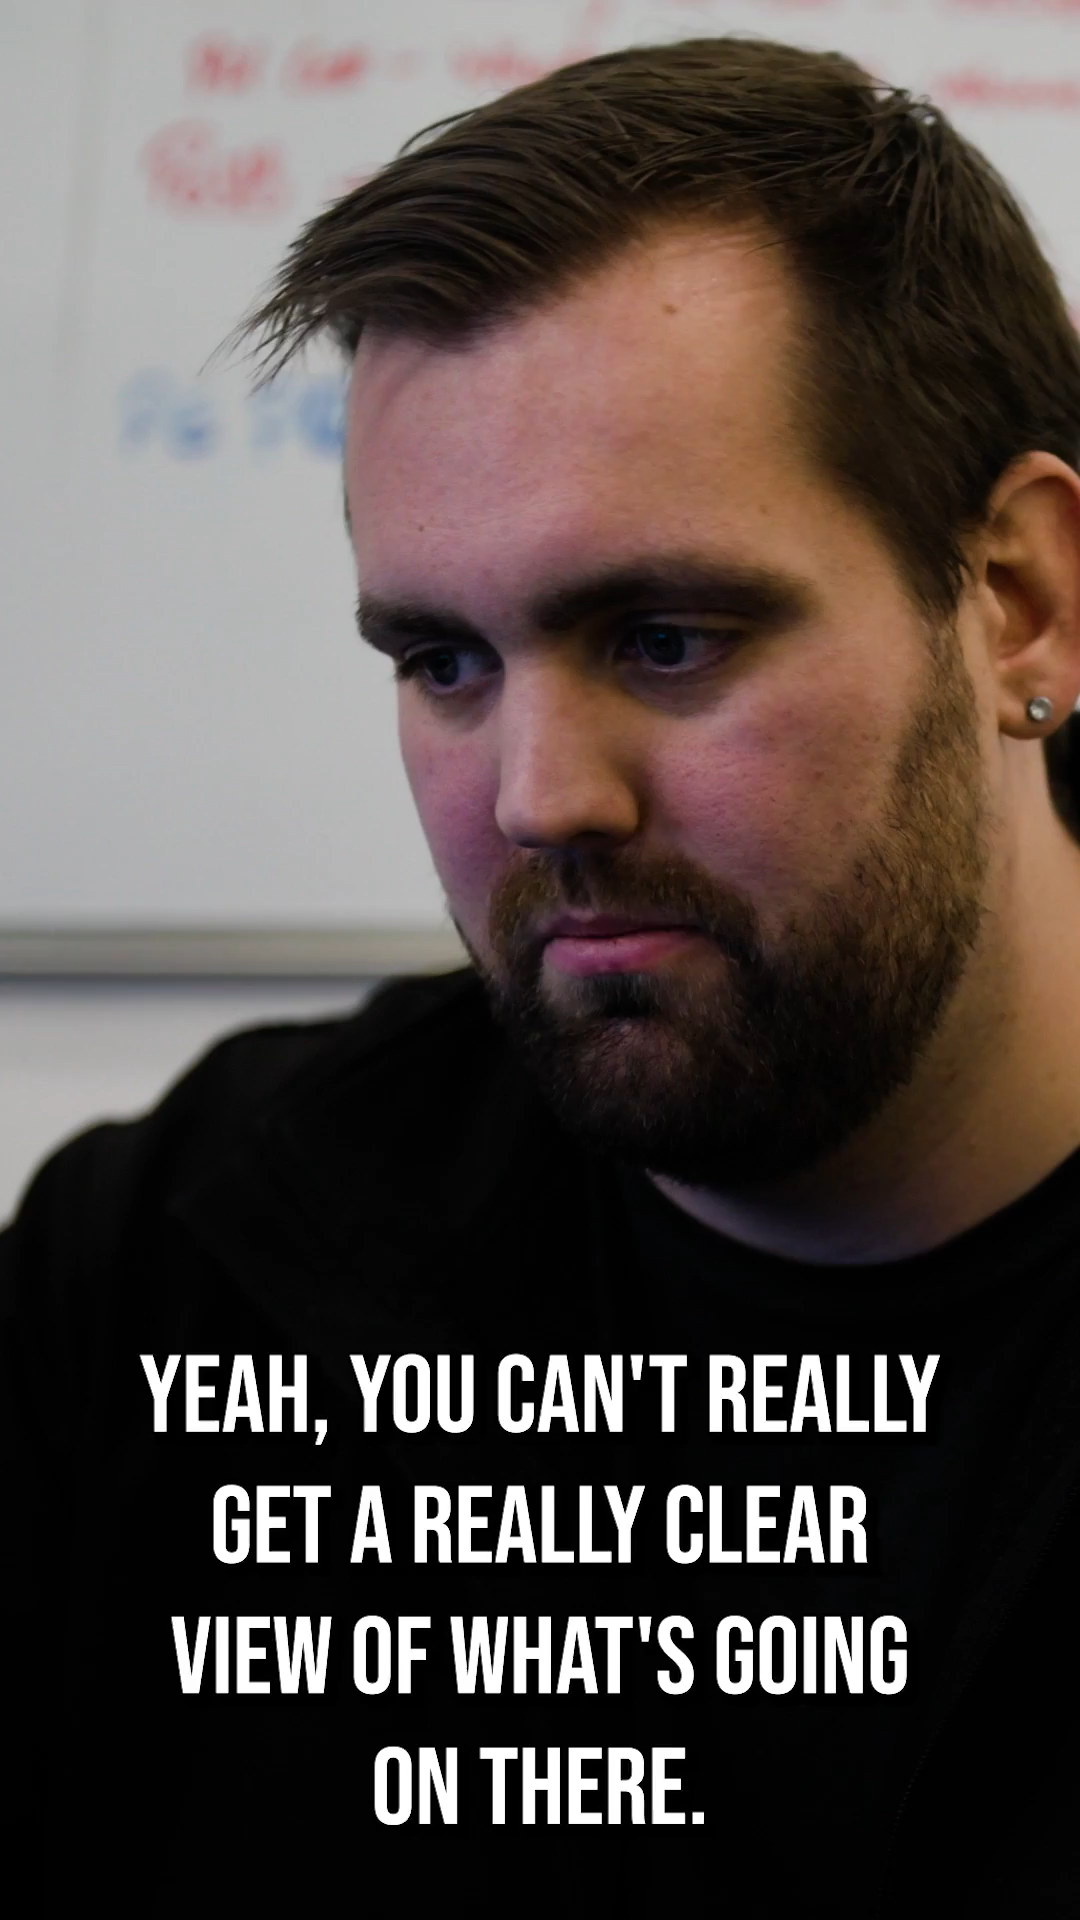 YEAH, YOU CAN'T REALLY
GET A REALLY CLEAR
VIEW OF WHAT'S GOING
ON THERE.